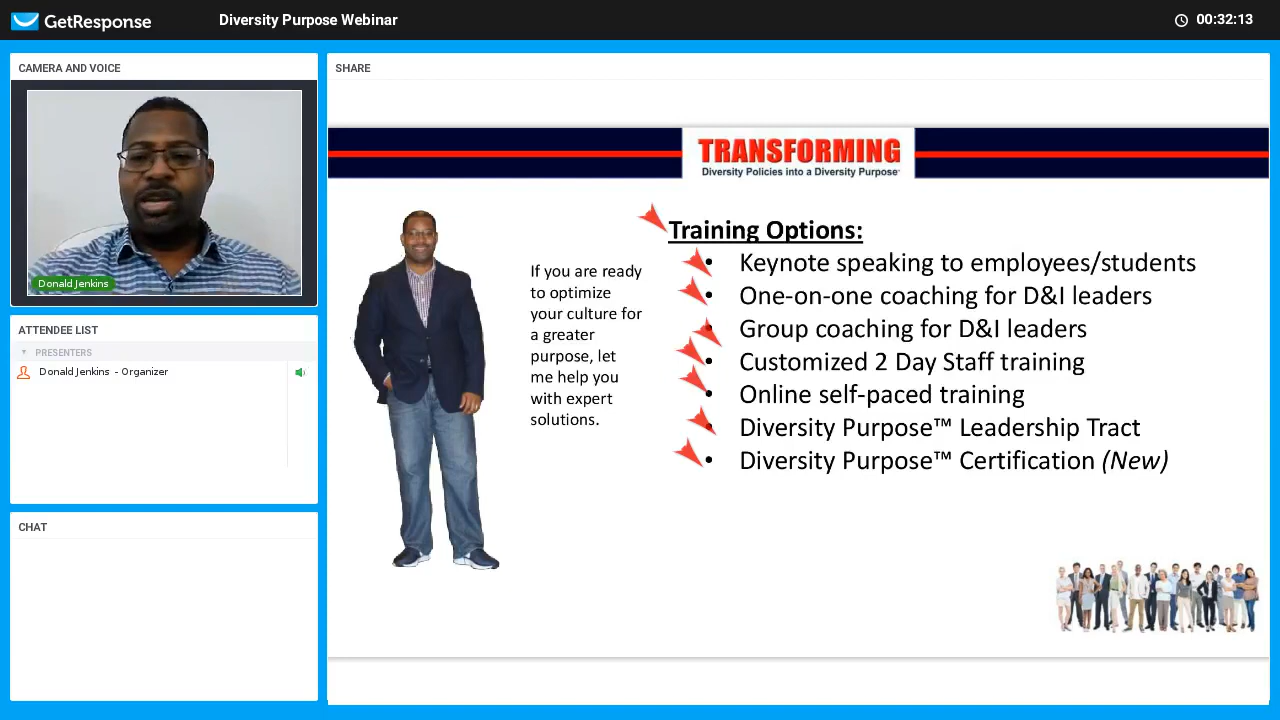 GetResponse
Diversity Purpose Webinar
00:32:13
CAMERA AND VOICE
Donald Jenkins
ATTENDEE LIST
PRESENTERS
Donald Jenkins - Organizer
CHAT
SHARE
TRANSFORMING
Diversity Policies into a Diversity Purpose
If you are ready
to optimize
your culture for
a greater
purpose, let
me help you
with expert
solutions.
Training Options:
• Keynote speaking to employees/students
• One-on-one coaching for D&I leaders
• Group coaching for D&I leaders
• Customized 2 Day Staff training
• Online self-paced training
• Diversity Purpose™ Leadership Tract
• Diversity Purpose™ Certification (New)